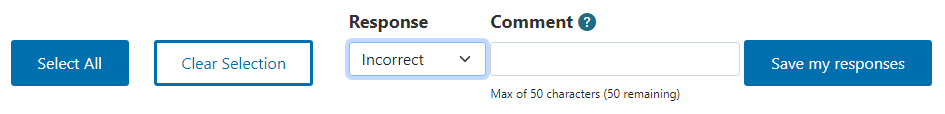 Response Comment ?
Select All Clear Selection Incorrect Save my responses
Max of 50 characters (50 remaining)